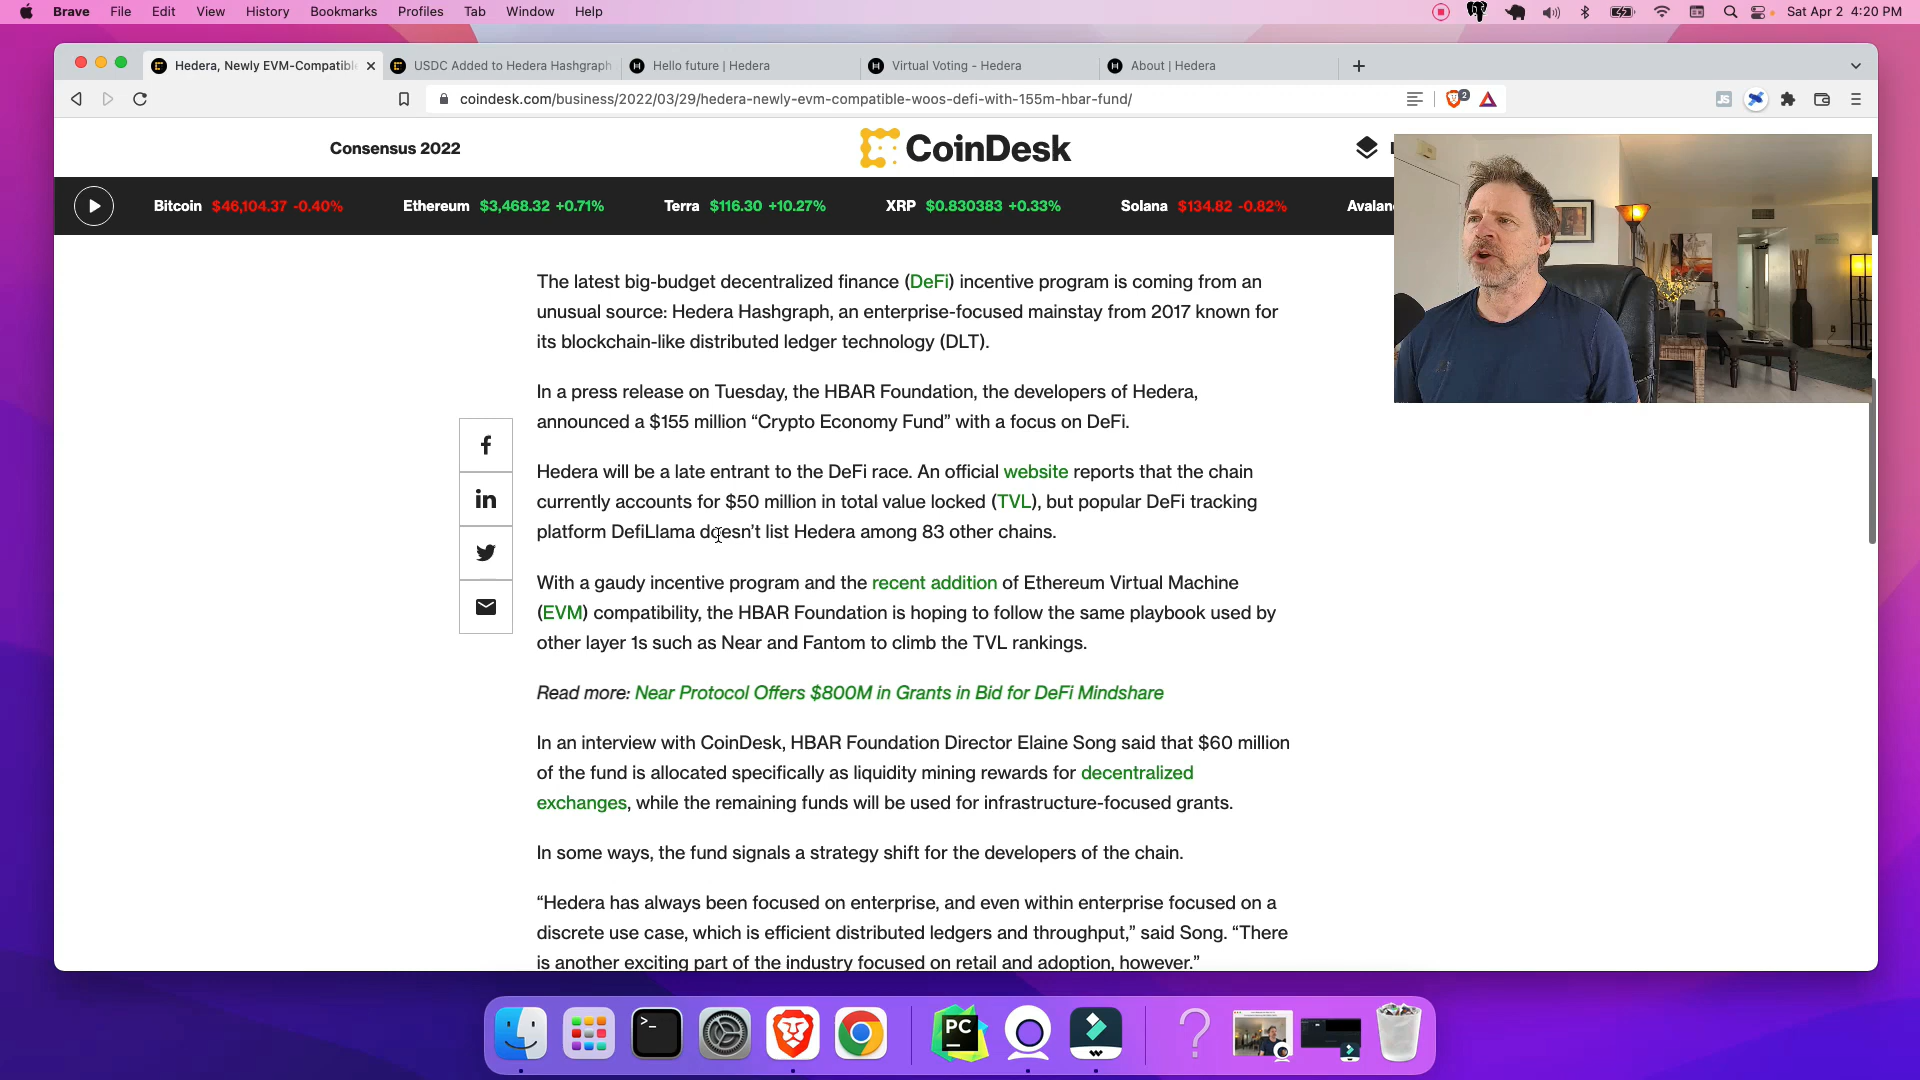 Brave File Edit View History Bookmarks Profiles Tab Window Help Sat Apr 2 4:20 PM
Hedera, Newly EVM-Compatible USDC Added to Hedera Hashgraph Hello future | Hedera Virtual Voting - Hedera About | Hedera
coindesk.com/business/2022/03/29/hedera-newly-evm-compatible-woos-defi-with-155m-hbar-fund/ 2 JS
Consensus 2022 CoinDesk
Bitcoin $46,104.37 -0.40% Ethereum $3,468.32 +0.71% Terra $116.30 +10.27% XRP $0.830383 +0.33% Solana $134.82 -0.82% Avalan
The latest big-budget decentralized finance (DeFi) incentive program is coming from an
unusual source: Hedera Hashgraph, an enterprise-focused mainstay from 2017 known for
its blockchain-like distributed ledger technology (DLT).
In a press release on Tuesday, the HBAR Foundation, the developers of Hedera,
announced a $155 million “Crypto Economy Fund” with a focus on DeFi.
Hedera will be a late entrant to the DeFi race. An official website reports that the chain
currently accounts for $50 million in total value locked (TVL), but popular DeFi tracking
platform DefiLlama doesn’t list Hedera among 83 other chains.
With a gaudy incentive program and the recent addition of Ethereum Virtual Machine
(EVM) compatibility, the HBAR Foundation is hoping to follow the same playbook used by
other layer 1s such as Near and Fantom to climb the TVL rankings.
Read more: Near Protocol Offers $800M in Grants in Bid for DeFi Mindshare
In an interview with CoinDesk, HBAR Foundation Director Elaine Song said that $60 million
of the fund is allocated specifically as liquidity mining rewards for decentralized
exchanges, while the remaining funds will be used for infrastructure-focused grants.
In some ways, the fund signals a strategy shift for the developers of the chain.
“Hedera has always been focused on enterprise, and even within enterprise focused on a
discrete use case, which is efficient distributed ledgers and throughput,” said Song. “There
is another exciting part of the industry focused on retail and adoption, however.”
PC